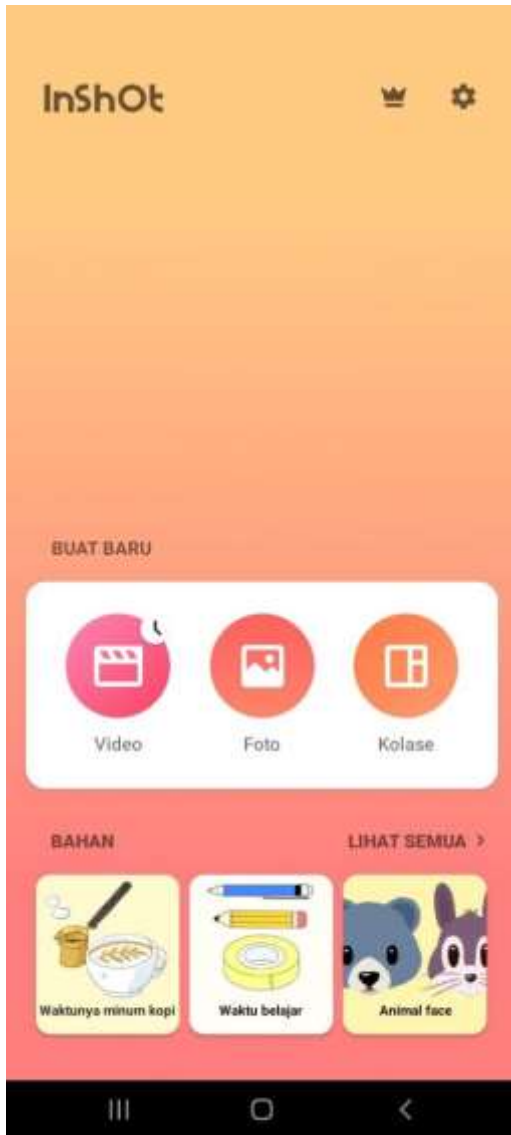 InShOt
BUAT BARU
Video
Foto
Kolase
BAHAN
LIHAT SEMUA >
Waktunya minum kopi
Waktu belajar
Animal face